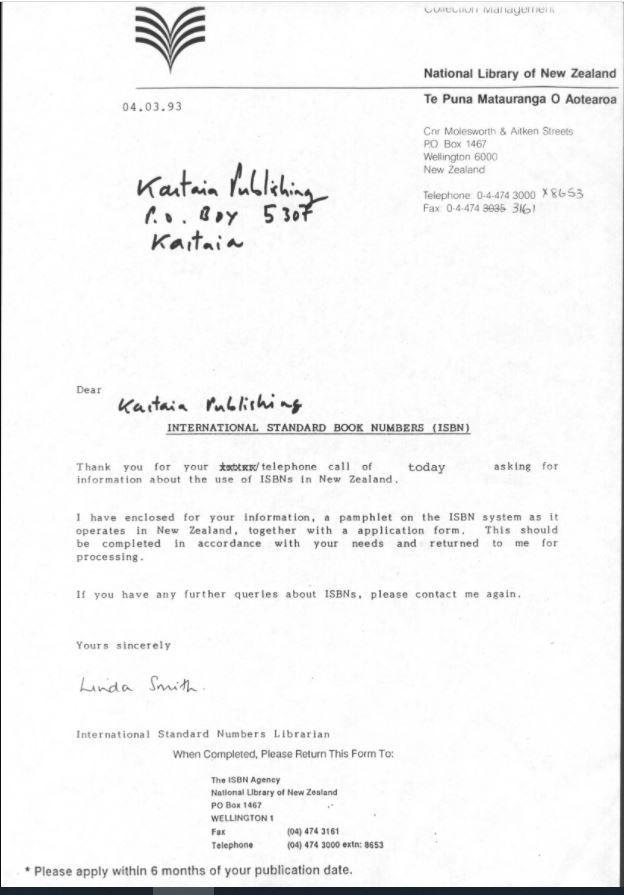 Collection Management
National Library of New Zealand
04.03.93
Te Puna Matauranga O Aotearoa
Cnr Molesworth & Aitken Streets
P.O. Box 1467
Wellington 6000
New Zealand
Telephone: 0-4-474 3000 X8653
Fax: 0-4-474 3035 3161
Kaitaia Publishing
P.O. Box 530F
Kaitaia
Dear
Kaitaia Publishing
INTERNATIONAL STANDARD BOOK NUMBERS (ISBN)
Thank you for your /telephone call of today asking for
information about the use of ISBNs in New Zealand.
I have enclosed for your information, a pamphlet on the ISBN system as it
operates in New Zealand, together with a application form. This should
be completed in accordance with your needs and returned to me for
processing.
If you have any further queries about ISBNs, please contact me again.
Yours sincerely
Linda Smith.
International Standard Numbers Librarian
When Completed, Please Return This Form To:
The ISBN Agency
National Library of New Zealand
PO Box 1467
WELLINGTON 1
Fax (04) 474 3161
Telephone (04) 474 3000 extn: 8653
* Please apply within 6 months of your publication date.